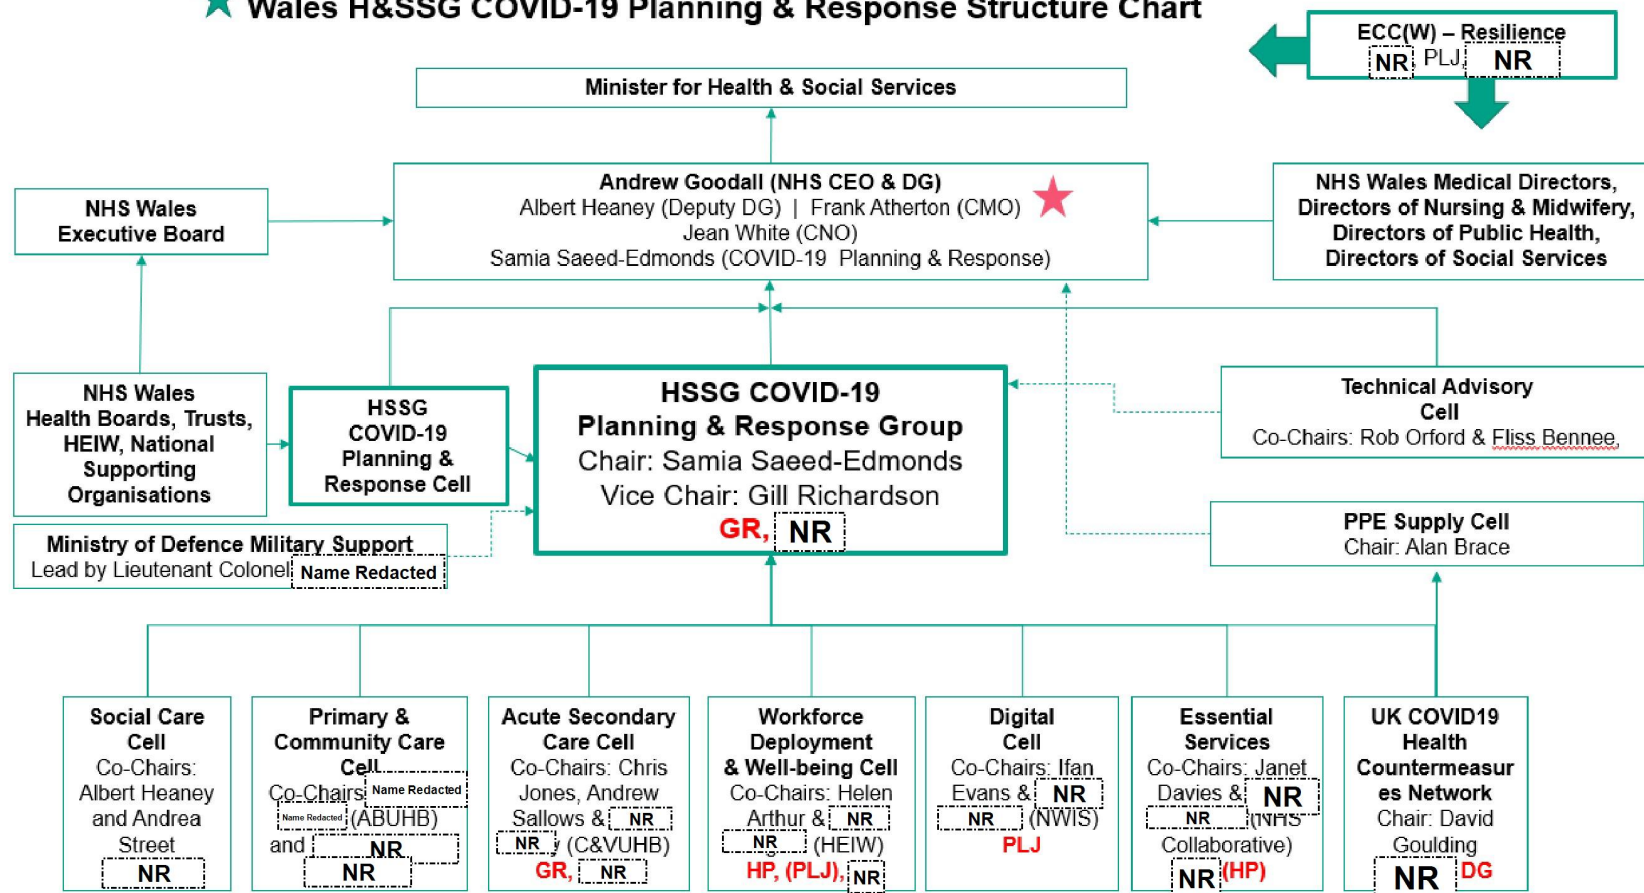 Wales H&SSG COVID-19 Planning & Response Structure Chart
ECC(W) – Resilience
NR, PLJ, NR
Minister for Health & Social Services
Andrew Goodall (NHS CEO & DG)
Albert Heaney (Deputy DG) | Frank Atherton (CMO)
Jean White (CNO)
Samia Saeed-Edmonds (COVID-19 Planning & Response)
NHS Wales
Executive Board
NHS Wales Medical Directors,
Directors of Nursing & Midwifery,
Directors of Public Health,
Directors of Social Services
NHS Wales
Health Boards, Trusts,
HEIW, National
Supporting
Organisations
HSSG
COVID-19
Planning &
Response Cell
HSSG COVID-19
Planning & Response Group
Chair: Samia Saeed-Edmonds
Vice Chair: Gill Richardson
GR, NR
Technical Advisory
Cell
Co-Chairs: Rob Orford & Fliss Bennee,
Ministry of Defence Military Support
Lead by Lieutenant Colonel Name Redacted
PPE Supply Cell
Chair: Alan Brace
Social Care
Cell
Co-Chairs:
Albert Heaney
and Andrea
Street
NR
Primary &
Community Care
Cell
Co-Chairs Name Redacted
Name Redacted (ABUHB)
and NR
NR
Acute Secondary
Care Cell
Co-Chairs: Chris
Jones, Andrew
Sallows & NR
NR (C&VUHB)
GR, NR
Workforce
Deployment
& Well-being Cell
Co-Chairs: Helen
Arthur & NR
NR (HEIW)
HP, (PLJ), NR
Digital
Cell
Co-Chairs: Ifan
Evans & NR
NR (NWIS)
PLJ
Essential
Services
Co-Chairs: Janet
Davies & NR
NR (NHS
Collaborative)
NR (HP)
UK COVID19
Health
Countermeasur
es Network
Chair: David
Goulding
NR DG